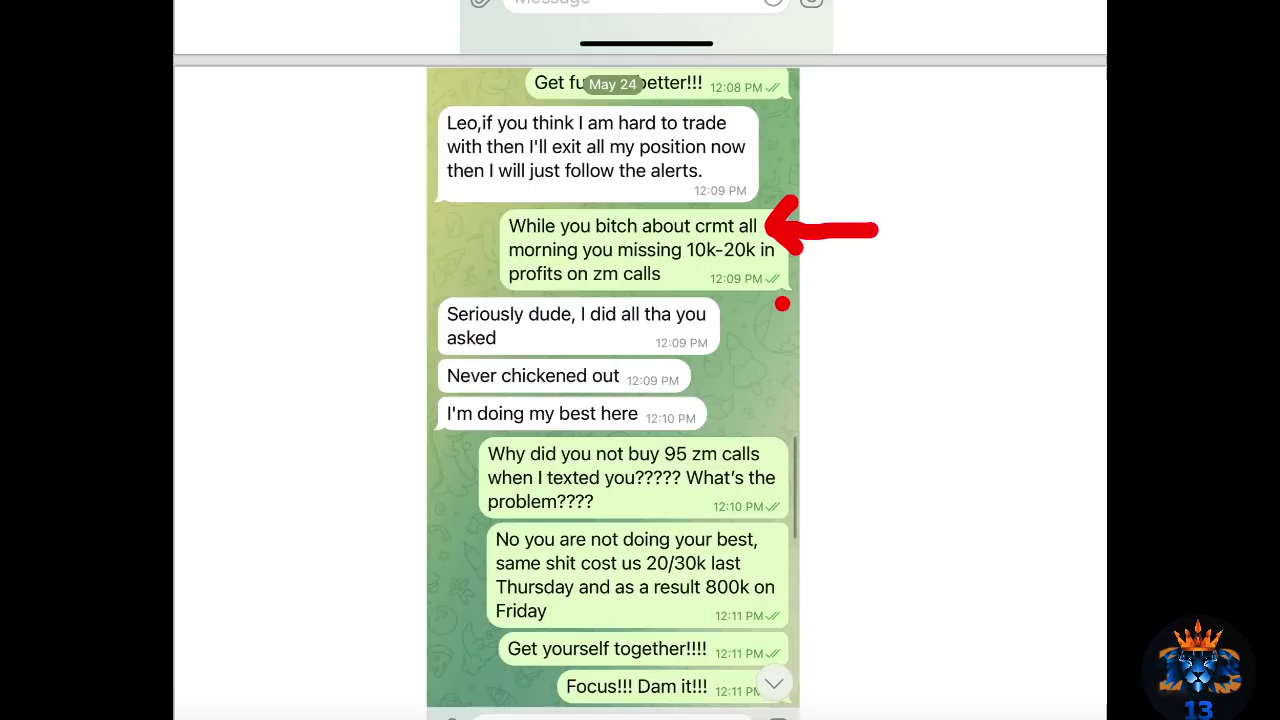 Message
Get fu
May 24
better!!!
12:08 PM
Leo,if you think I am hard to trade
with then I'll exit all my position now
then I will just follow the alerts.
12:09 PM
While you bitch about crmt all
morning you missing 10k-20k in
profits on zm calls
12:09 PM
Seriously dude, I did all tha you
asked
12:09 PM
Never chickened out 12:09 PM
I'm doing my best here 12:10 PM
Why did you not buy 95 zm calls
when I texted you????? What's the
problem????
12:10 PM
No you are not doing your best,
same shit cost us 20/30k last
Thursday and as a result 800k on
Friday
12:11 PM
Get yourself together!!!! 12:11 PM
Focus!!! Dam it!!! 12:11 PM
13